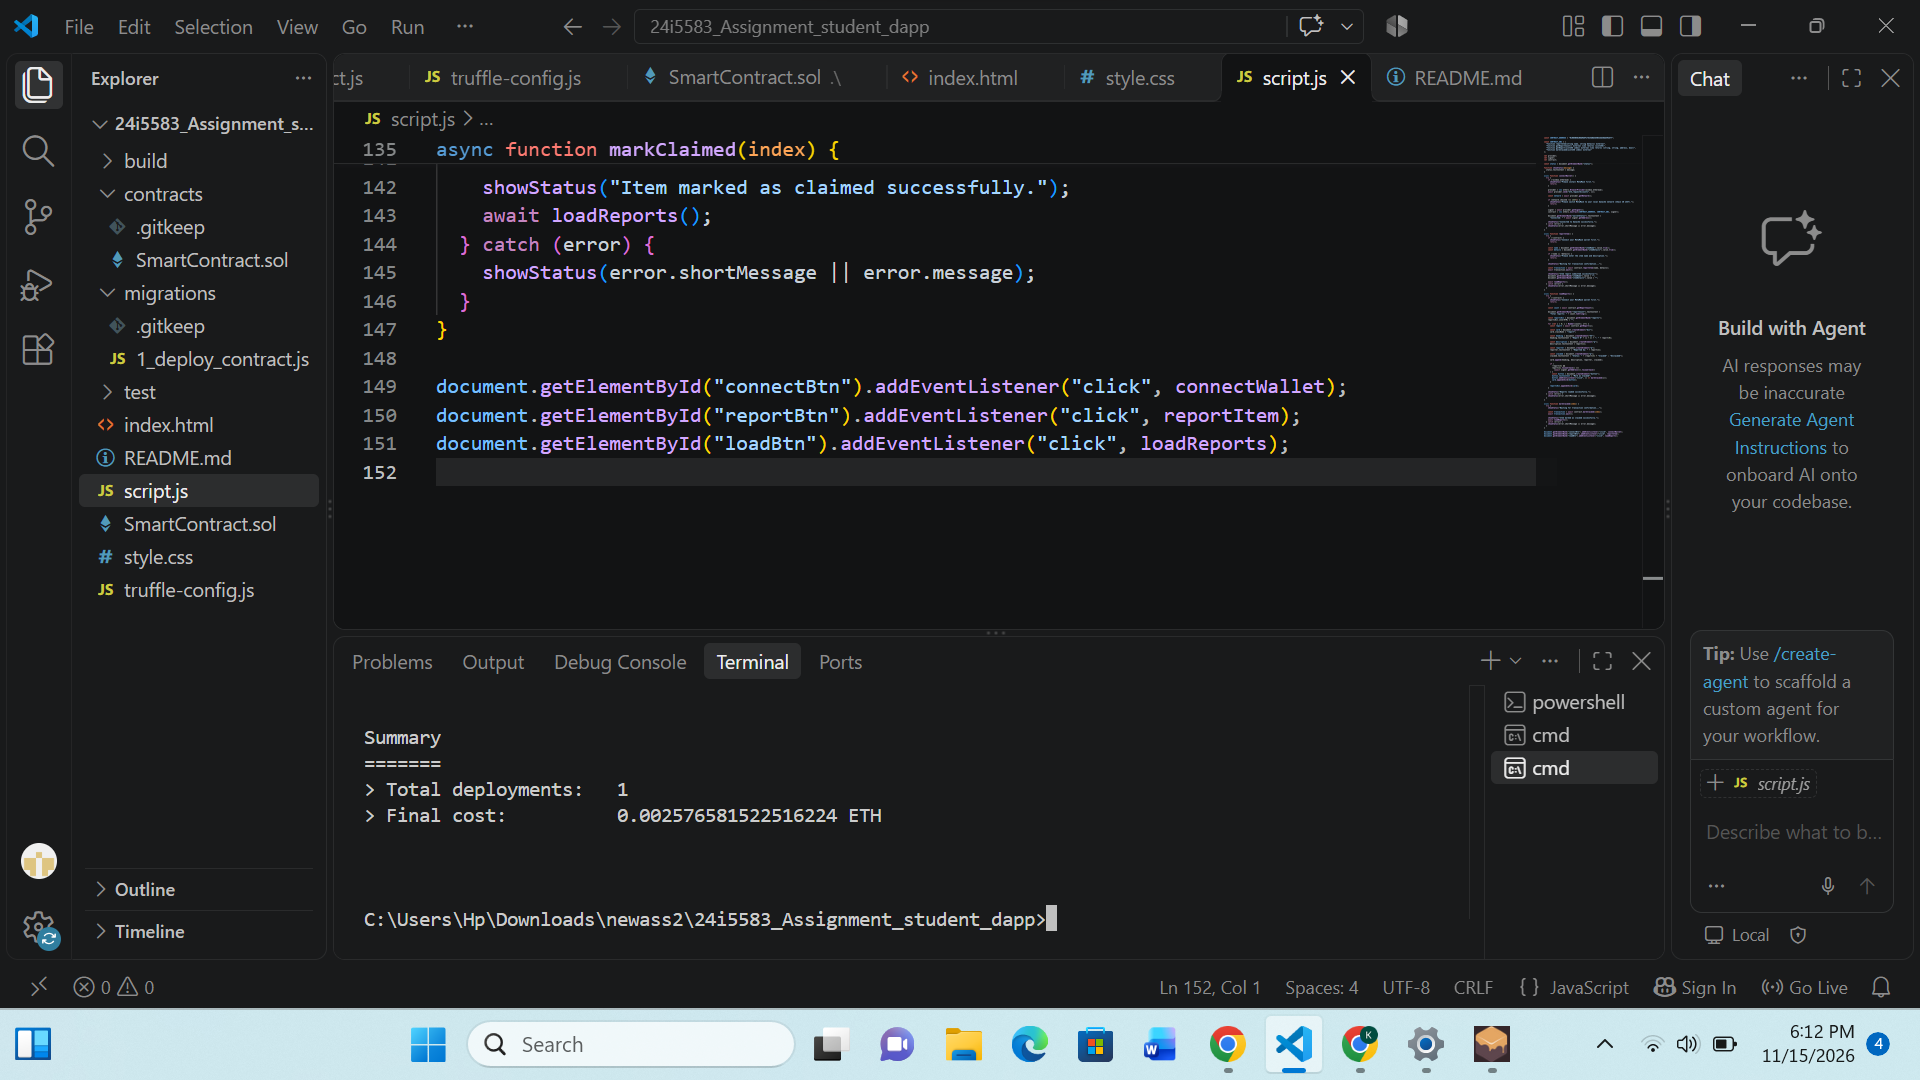 File Edit Selection View Go Run ...
24i5583_Assignment_student_dapp
Explorer
24i5583_Assignment_s...
build
contracts
.gitkeep
SmartContract.sol
migrations
.gitkeep
JS 1_deploy_contract.js
test
<> index.html
README.md
JS script.js
SmartContract.sol
# style.css
JS truffle-config.js
Outline
Timeline
ct.js
JS truffle-config.js
SmartContract.sol .\
<> index.html
# style.css
JS script.js
README.md
JS script.js > ...
135 async function markClaimed(index) {
142 showStatus("Item marked as claimed successfully.");
143 await loadReports();
144 } catch (error) {
145 showStatus(error.shortMessage || error.message);
146 }
147 }
148
149 document.getElementById("connectBtn").addEventListener("click", connectWallet);
150 document.getElementById("reportBtn").addEventListener("click", reportItem);
151 document.getElementById("loadBtn").addEventListener("click", loadReports);
152
Problems Output Debug Console Terminal Ports
Summary
=======
> Total deployments: 1
> Final cost: 0.002576581522516224 ETH
C:\Users\Hp\Downloads\newass2\24i5583_Assignment_student_dapp>
powershell
cmd
cmd
Chat
Build with Agent
AI responses may
be inaccurate
Generate Agent
Instructions to
onboard AI onto
your codebase.
Tip: Use /create-
agent to scaffold a
custom agent for
your workflow.
JS script.js
Describe what to b...
Local
0 0
Ln 152, Col 1 Spaces: 4 UTF-8 CRLF {} JavaScript Sign In Go Live
Search
6:12 PM
11/15/2026
4